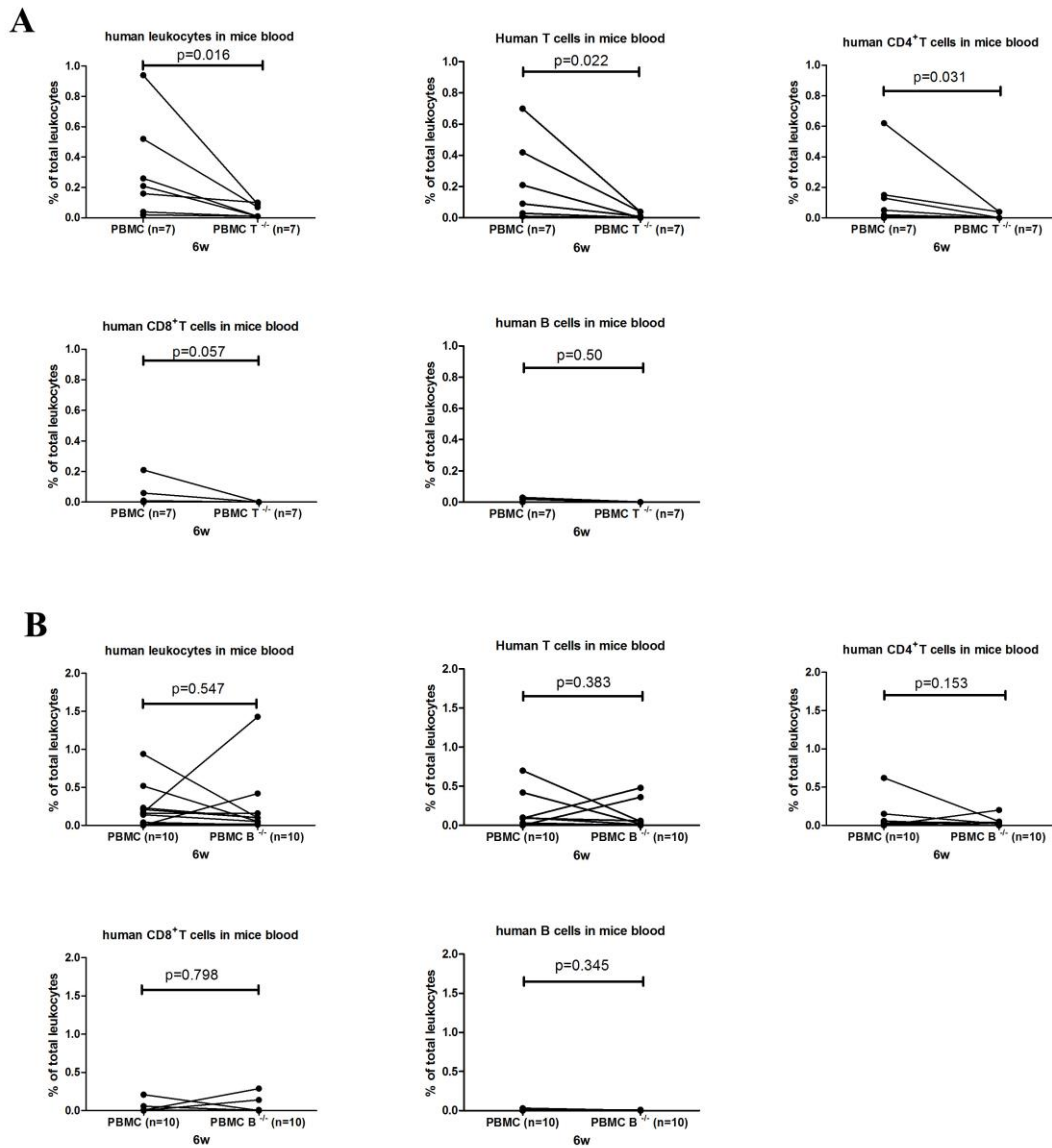 A
human leukocytes in mice blood
p=0.016
% of total leukocytes
1.0
0.8
0.6
0.4
0.2
0.0
PBMC (n=7) PBMC T -/- (n=7)
6w
Human T cells in mice blood
p=0.022
% of total leukocytes
1.0
0.8
0.6
0.4
0.2
0.0
PBMC (n=7) PBMC T -/- (n=7)
6w
human CD4+T cells in mice blood
p=0.031
% of total leukocytes
1.0
0.8
0.6
0.4
0.2
0.0
PBMC (n=7) PBMC T -/- (n=7)
6w
human CD8+T cells in mice blood
p=0.057
% of total leukocytes
1.0
0.8
0.6
0.4
0.2
0.0
PBMC (n=7) PBMC T -/- (n=7)
6w
human B cells in mice blood
p=0.50
% of total leukocytes
1.0
0.8
0.6
0.4
0.2
0.0
PBMC (n=7) PBMC T -/- (n=7)
6w
B
human leukocytes in mice blood
p=0.547
% of total leukocytes
2.0
1.5
1.0
0.5
0.0
PBMC (n=10) PBMC B -/- (n=10)
6w
Human T cells in mice blood
p=0.383
% of total leukocytes
2.0
1.5
1.0
0.5
0.0
PBMC (n=10) PBMC B -/- (n=10)
6w
human CD4+T cells in mice blood
p=0.153
% of total leukocytes
2.0
1.5
1.0
0.5
0.0
PBMC (n=10) PBMC B -/- (n=10)
6w
human CD8+T cells in mice blood
p=0.798
% of total leukocytes
2.0
1.5
1.0
0.5
0.0
PBMC (n=10) PBMC B -/- (n=10)
6w
human B cells in mice blood
p=0.345
% of total leukocytes
2.0
1.5
1.0
0.5
0.0
PBMC (n=10) PBMC B -/- (n=10)
6w